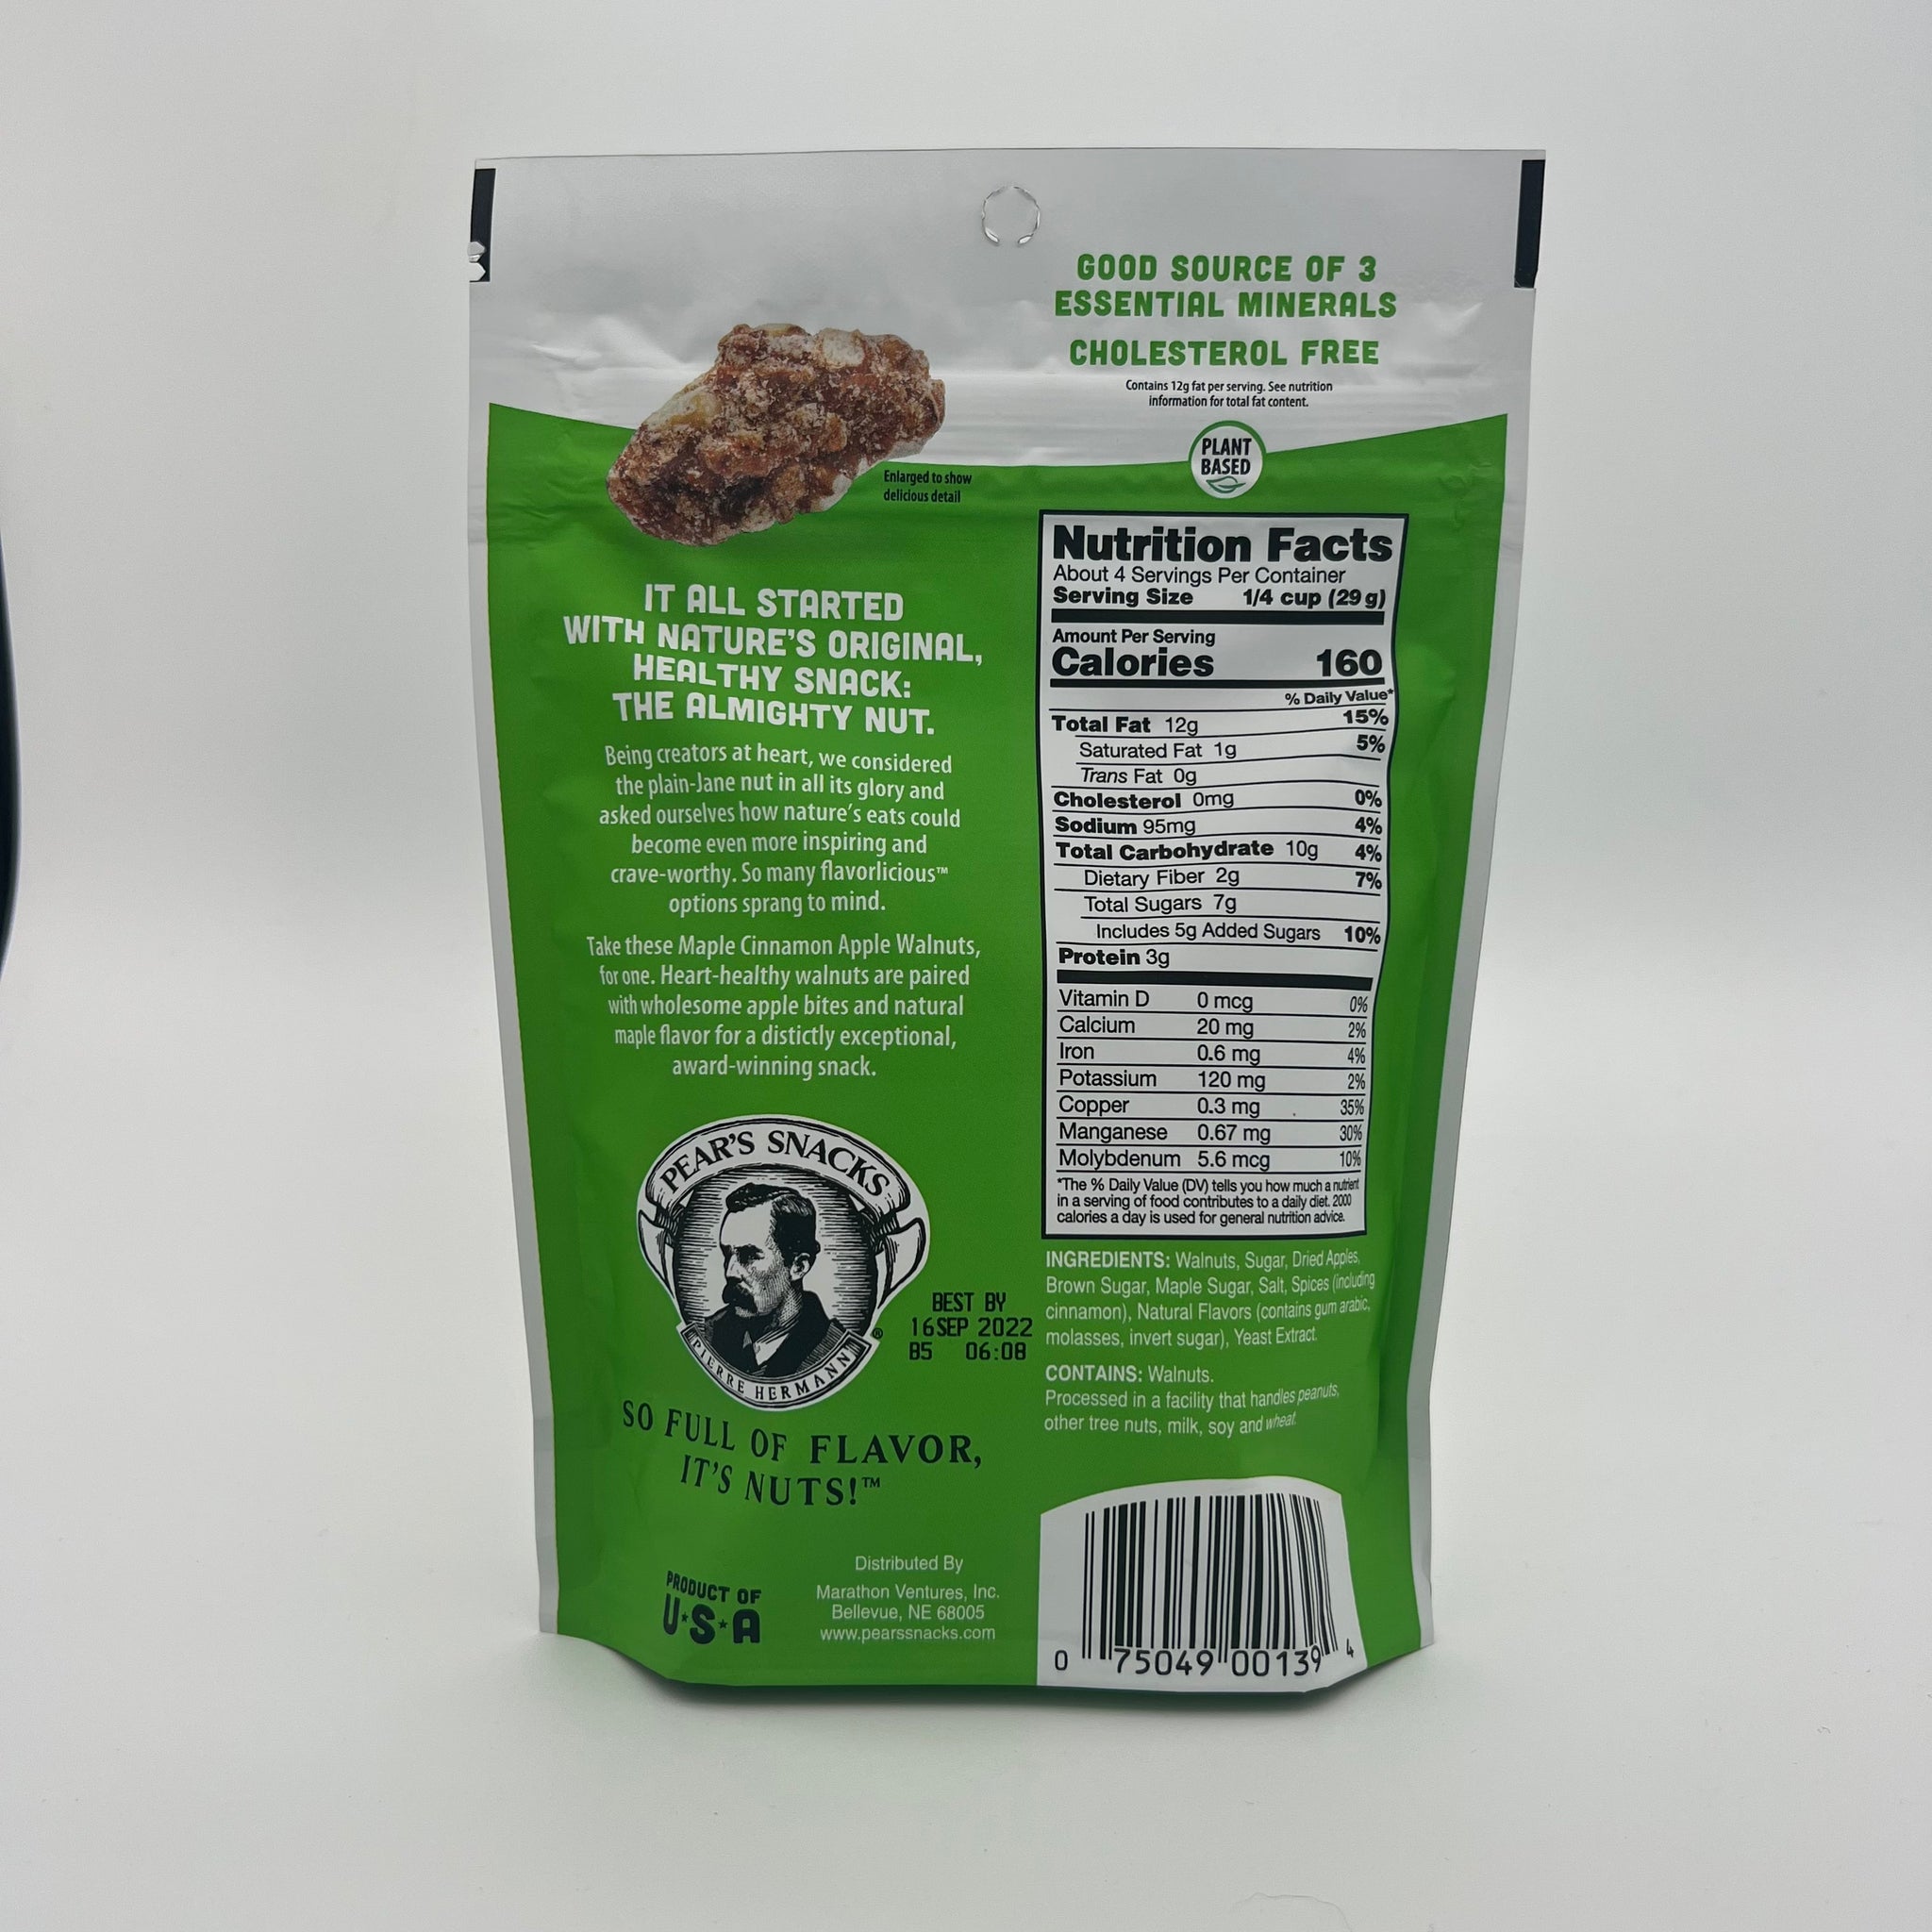 GOOD SOURCE OF 3
ESSENTIAL MINERALS
CHOLESTEROL FREE
Contains 12g fat per serving. See nutrition
information for total fat content.
PLANT
BASED
Enlarged to show
delicious detail
IT ALL STARTED
WITH NATURE'S ORIGINAL,
HEALTHY SNACK:
THE ALMIGHTY NUT.
Being creators at heart, we considered
the plain-Jane nut in all its glory and
asked ourselves how nature's eats could
become even more inspiring and
crave-worthy. So many flavorlicious™
options sprang to mind.
Take these Maple Cinnamon Apple Walnuts,
for one. Heart-healthy walnuts are paired
with wholesome apple bites and natural
maple flavor for a distictly exceptional,
award-winning snack.
PEAR'S SNACKS
PIERRE HERMANN
®
BEST BY
16SEP 2022
B5 06:08
SO FULL OF FLAVOR,
IT'S NUTS!™
PRODUCT OF
U★S★A
Distributed By
Marathon Ventures, Inc.
Bellevue, NE 68005
www.pearssnacks.com
Nutrition Facts
About 4 Servings Per Container
Serving Size 1/4 cup (29 g)
Amount Per Serving
Calories 160
% Daily Value*
Total Fat 12g 15%
Saturated Fat 1g 5%
Trans Fat 0g
Cholesterol 0mg 0%
Sodium 95mg 4%
Total Carbohydrate 10g 4%
Dietary Fiber 2g 7%
Total Sugars 7g
Includes 5g Added Sugars 10%
Protein 3g
Vitamin D 0 mcg 0%
Calcium 20 mg 2%
Iron 0.6 mg 4%
Potassium 120 mg 2%
Copper 0.3 mg 35%
Manganese 0.67 mg 30%
Molybdenum 5.6 mcg 10%
*The % Daily Value (DV) tells you how much a nutrient
in a serving of food contributes to a daily diet. 2000
calories a day is used for general nutrition advice.
INGREDIENTS: Walnuts, Sugar, Dried Apples,
Brown Sugar, Maple Sugar, Salt, Spices (including
cinnamon), Natural Flavors (contains gum arabic,
molasses, invert sugar), Yeast Extract.
CONTAINS: Walnuts.
Processed in a facility that handles peanuts,
other tree nuts, milk, soy and wheat.
0 75049 00139 4